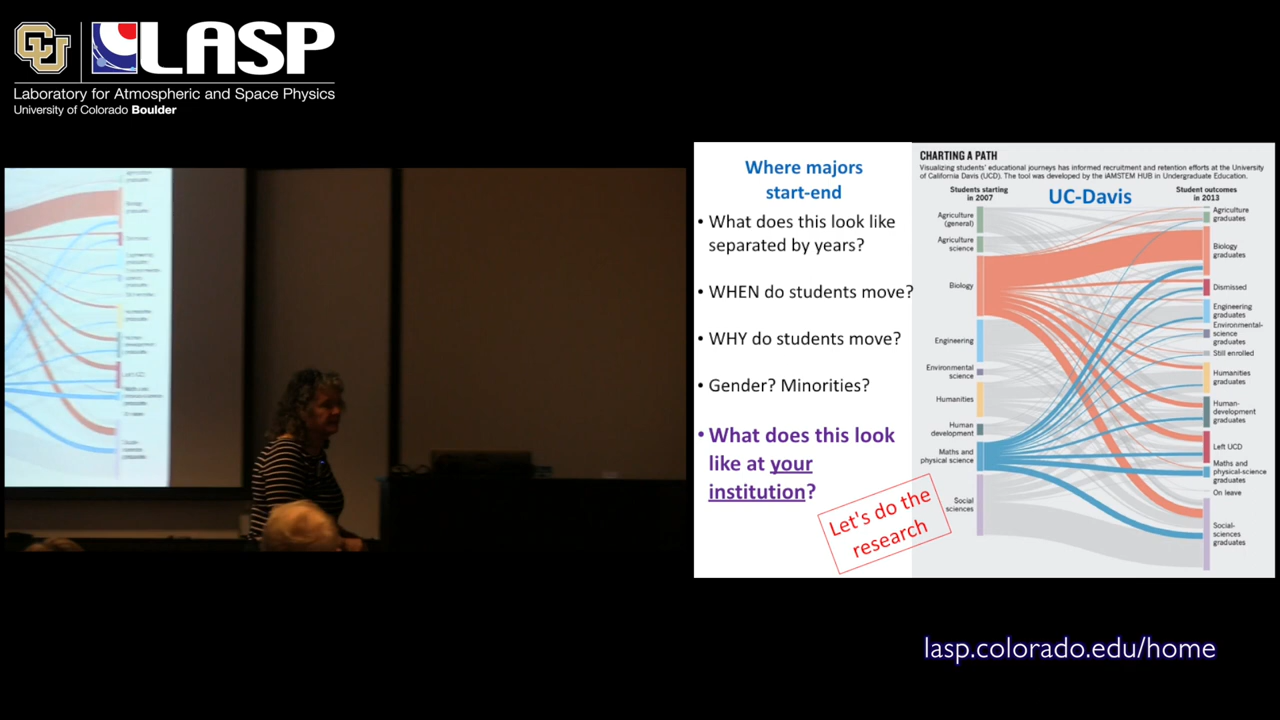 CU
LASP
Laboratory for Atmospheric and Space Physics
University of Colorado Boulder
Where majors
start-end
• What does this look like
separated by years?
• WHEN do students move?
• WHY do students move?
• Gender? Minorities?
• What does this look
like at your
institution?
Let's do the
research
CHARTING A PATH
Visualizing students' educational journeys has informed recruitment and retention efforts at the University
of California Davis (UCD). The tool was developed by the iAMSTEM HUB in Undergraduate Education.
Students starting
in 2007
UC-Davis
Student outcomes
in 2013
Agriculture
(general)
Agriculture
science
Biology
Engineering
Environmental
science
Humanities
Human
development
Maths and
physical science
Social
sciences
Agriculture
graduates
Biology
graduates
Dismissed
Engineering
graduates
Environmental-
science
graduates
Still enrolled
Humanities
graduates
Human-
development
graduates
Left UCD
Maths and
physical-science
graduates
On leave
Social-
sciences
graduates
lasp.colorado.edu/home